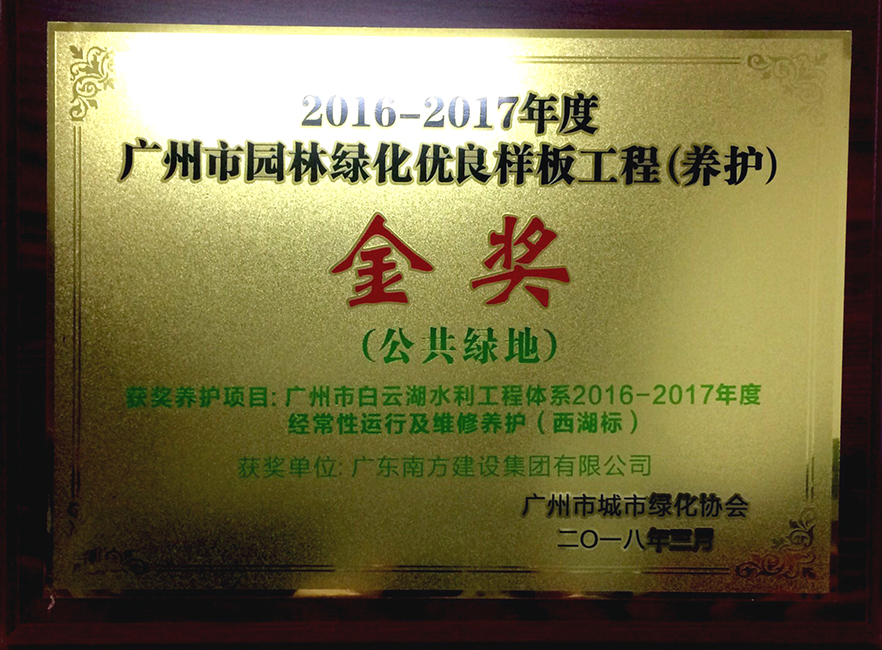 2016-2017年度
广州市园林绿化优良样板工程(养护)
金奖
(公共绿地)
获奖养护项目: 广州市白云湖水利工程体系2016-2017年度
经常性运行及维修养护（西湖标）
获奖单位: 广东南方建设集团有限公司
广州市城市绿化协会
二〇一八年三月